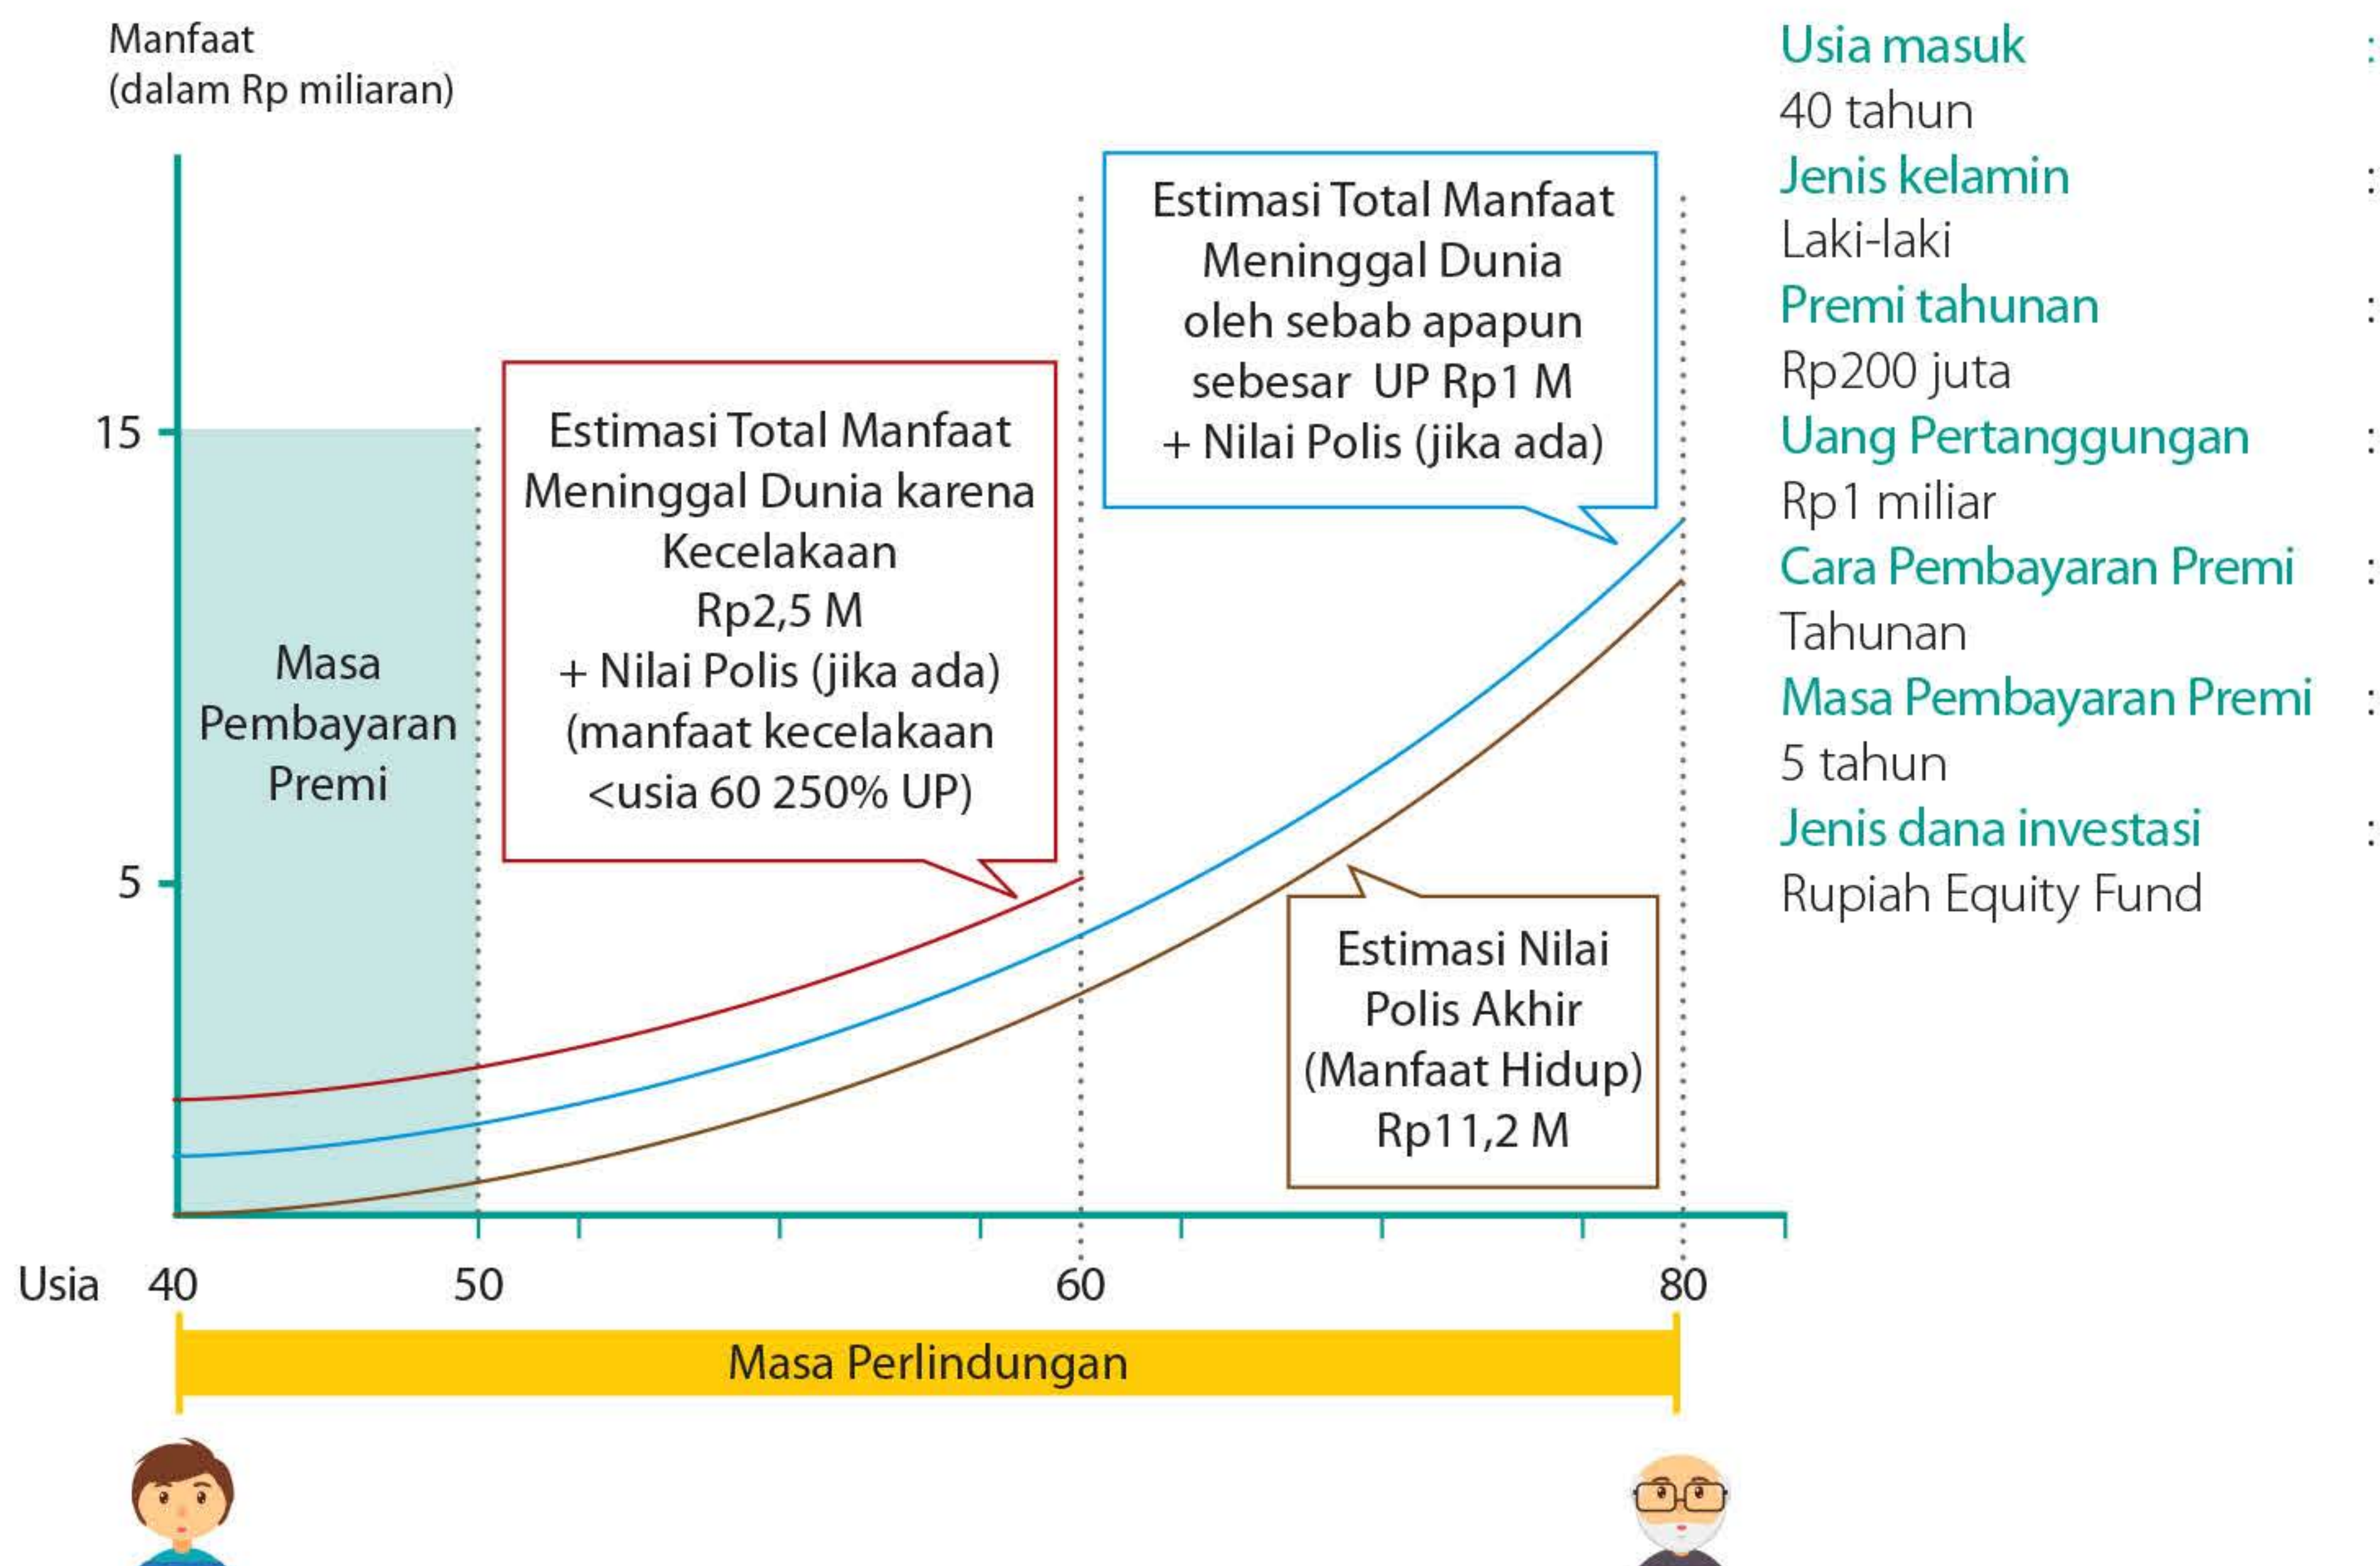 Manfaat
(dalam Rp miliaran)
15
5
Masa
Pembayaran
Premi
Estimasi Total Manfaat
Meninggal Dunia karena
Kecelakaan
Rp2,5 M
+ Nilai Polis (jika ada)
(manfaat kecelakaan
<usia 60 250% UP)
Estimasi Total Manfaat
Meninggal Dunia
oleh sebab apapun
sebesar UP Rp1 M
+ Nilai Polis (jika ada)
Estimasi Nilai
Polis Akhir
(Manfaat Hidup)
Rp11,2 M
Usia 40 50 60 80
Masa Perlindungan
Usia masuk :
40 tahun
Jenis kelamin :
Laki-laki
Premi tahunan :
Rp200 juta
Uang Pertanggungan :
Rp1 miliar
Cara Pembayaran Premi :
Tahunan
Masa Pembayaran Premi :
5 tahun
Jenis dana investasi :
Rupiah Equity Fund